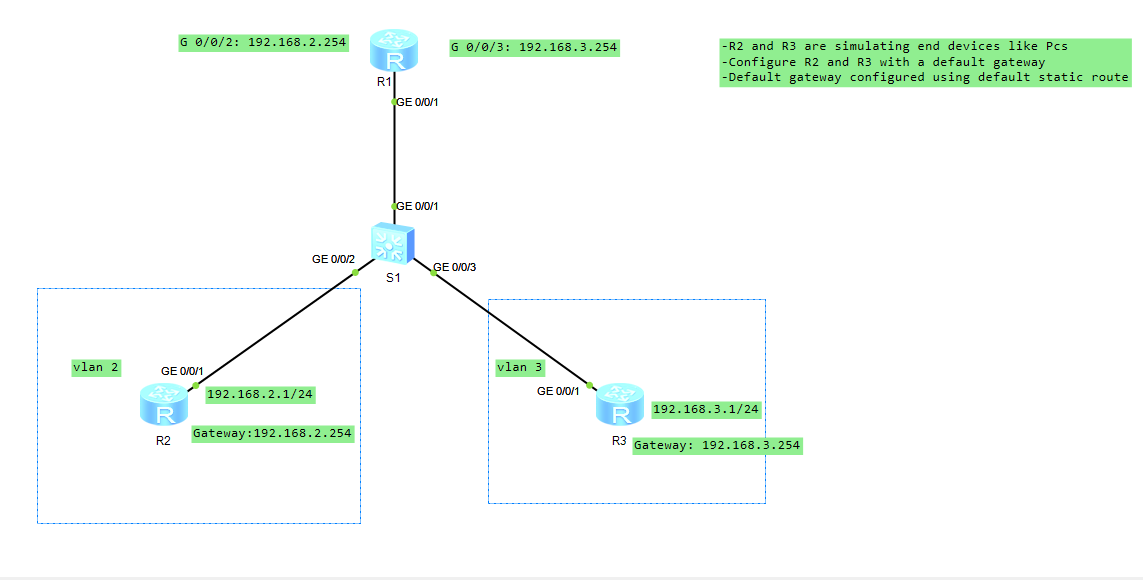 G 0/0/2: 192.168.2.254
G 0/0/3: 192.168.3.254
-R2 and R3 are simulating end devices like Pcs
-Configure R2 and R3 with a default gateway
-Default gateway configured using default static route
R
R1
GE 0/0/1
GE 0/0/1
GE 0/0/2
GE 0/0/3
S1
vlan 2
GE 0/0/1
192.168.2.1/24
R
R2
Gateway:192.168.2.254
vlan 3
GE 0/0/1
192.168.3.1/24
R
R3
Gateway: 192.168.3.254